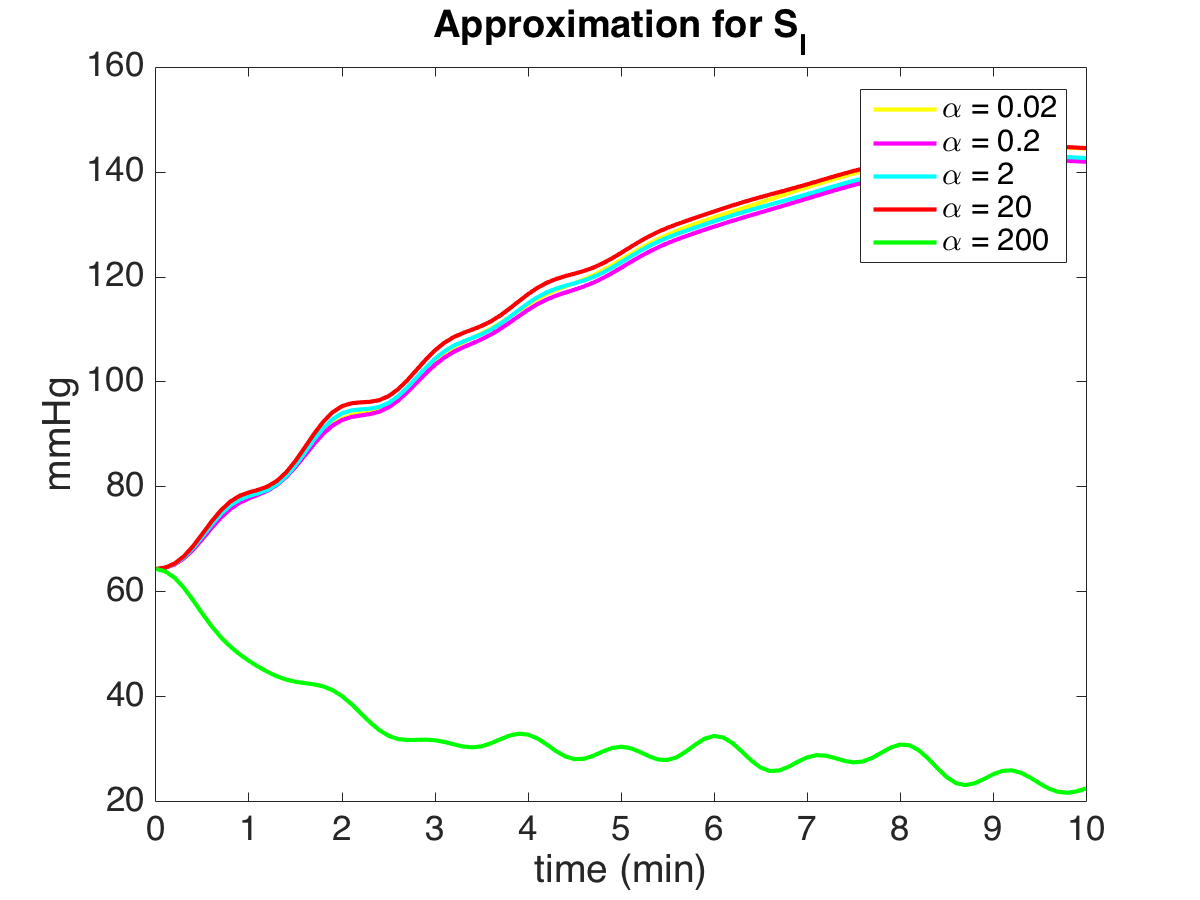 Approximation for S_I
160
140
120
100
80
60
40
20
mmHg
α = 0.02
α = 0.2
α = 2
α = 20
α = 200
0 1 2 3 4 5 6 7 8 9 10
time (min)